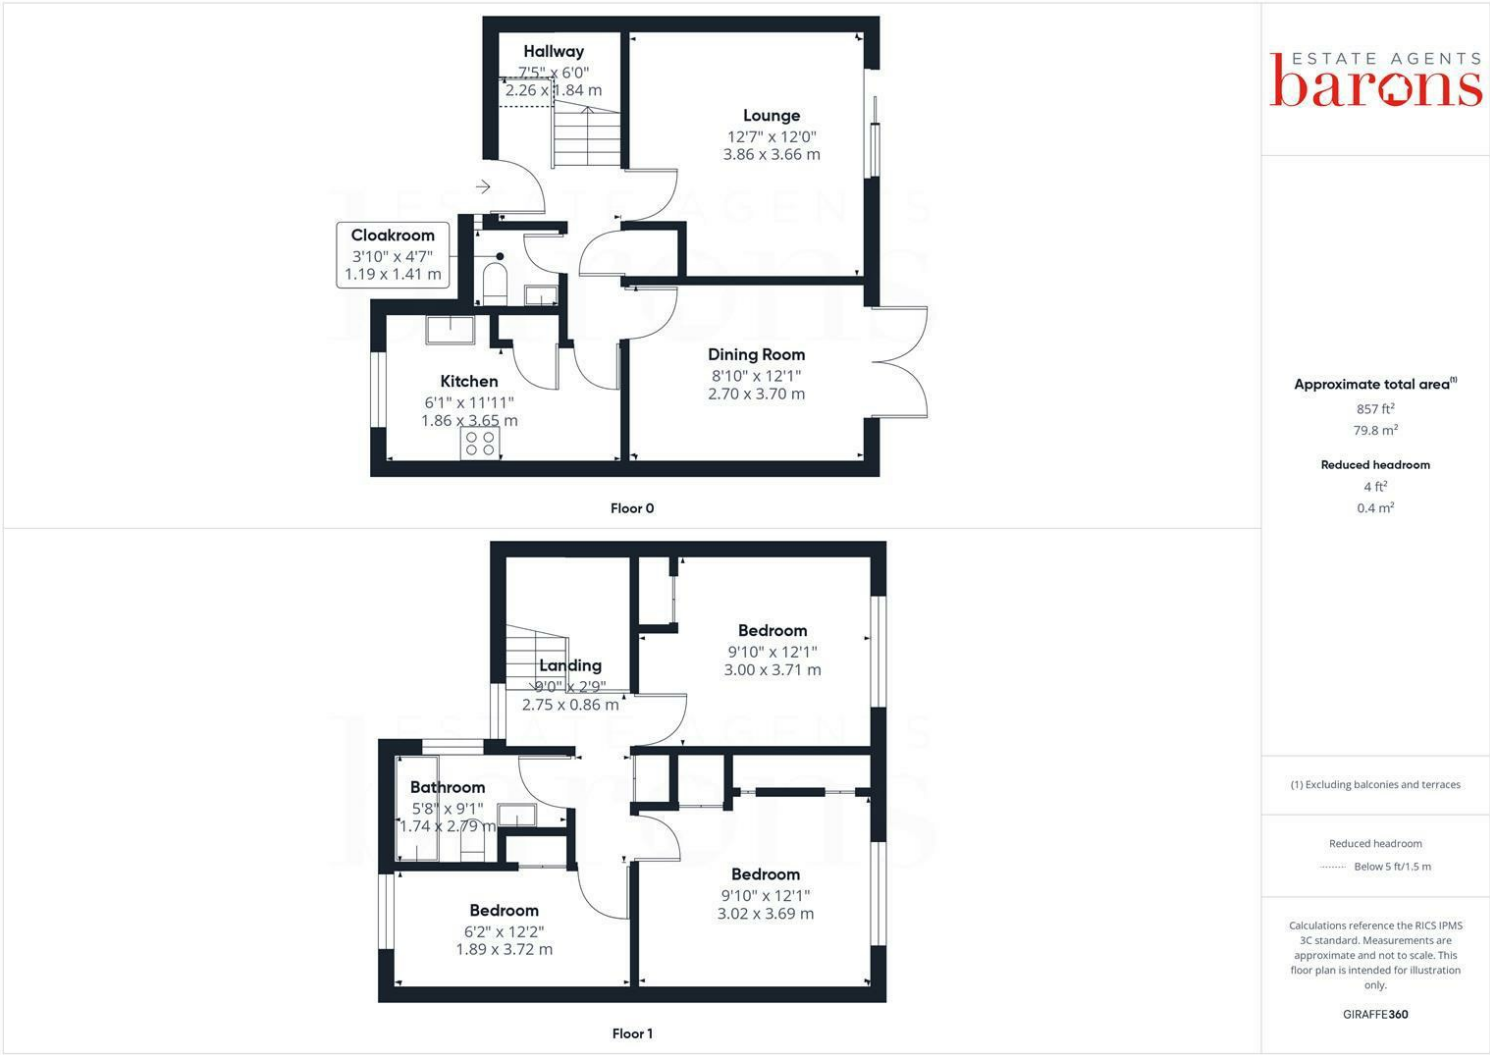 Hallway
7'5" x 6'0"
2.26 x 1.84 m
Lounge
12'7" x 12'0"
3.86 x 3.66 m
Cloakroom
3'10" x 4'7"
1.19 x 1.41 m
Kitchen
6'1" x 11'11"
1.86 x 3.65 m
Dining Room
8'10" x 12'1"
2.70 x 3.70 m
ESTATE AGENTS
barons
Floor 0
Landing
9'0" x 2'9"
2.75 x 0.86 m
Bedroom
9'10" x 12'1"
3.00 x 3.71 m
Bathroom
5'8" x 9'1"
1.74 x 2.79 m
Bedroom
9'10" x 12'1"
3.02 x 3.69 m
Bedroom
6'2" x 12'2"
1.89 x 3.72 m
ESTATE AGENTS
barons
Floor 1
ESTATE AGENTS
barons
Approximate total area(1)
857 ft²
79.8 m²
Reduced headroom
4 ft²
0.4 m²
(1) Excluding balconies and terraces
Reduced headroom
Below 5 ft/1.5 m
Calculations reference the RICS IPMS
3C standard. Measurements are
approximate and not to scale. This
floor plan is intended for illustration
only.
GIRAFFE360